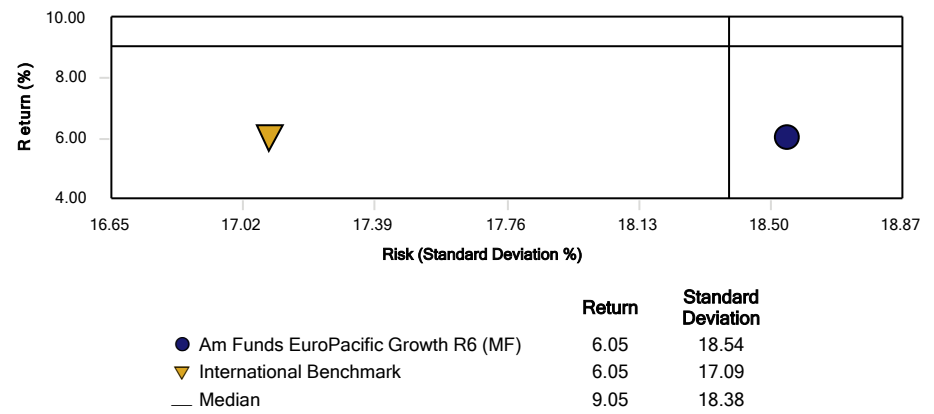 10.00
8.00
6.00
4.00
Return (%)
16.65 17.02 17.39 17.76 18.13 18.50 18.87
Risk (Standard Deviation %)
Return Standard Deviation
Am Funds EuroPacific Growth R6 (MF) 6.05 18.54
International Benchmark 6.05 17.09
Median 9.05 18.38